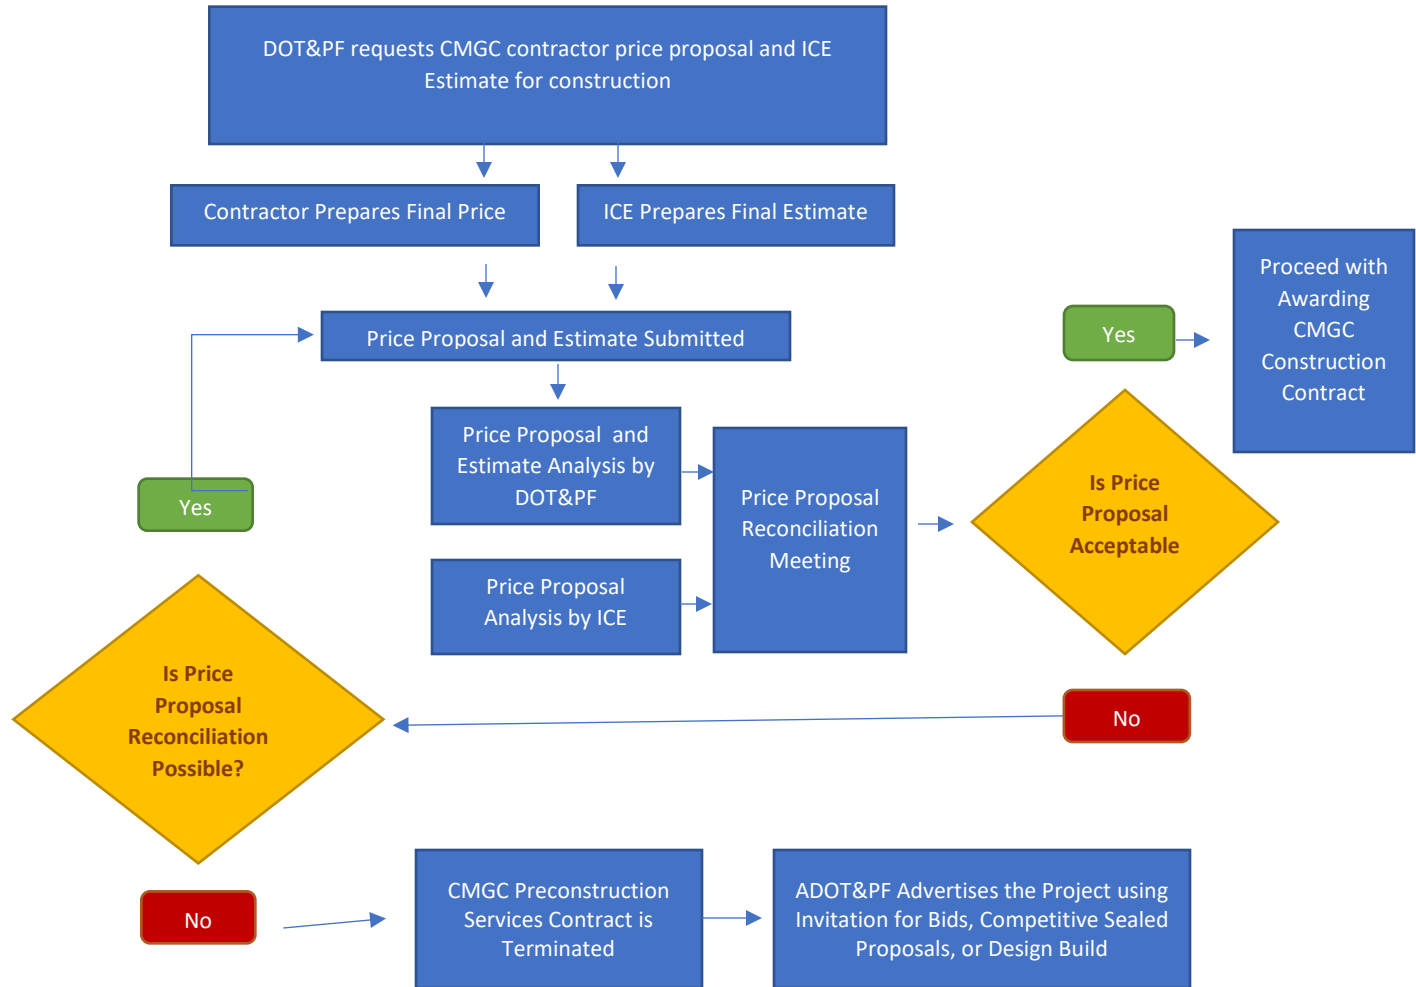 DOT&PF requests CMGC contractor price proposal and ICE
Estimate for construction
Contractor Prepares Final Price
ICE Prepares Final Estimate
Price Proposal and Estimate Submitted
Yes
Proceed with
Awarding
CMGC
Construction
Contract
Price Proposal and
Estimate Analysis by
DOT&PF
Price Proposal
Analysis by ICE
Price Proposal
Reconciliation
Meeting
Is Price
Proposal
Acceptable
Yes
Is Price
Proposal
Reconciliation
Possible?
No
No
CMGC Preconstruction
Services Contract is
Terminated
ADOT&PF Advertises the Project using
Invitation for Bids, Competitive Sealed
Proposals, or Design Build